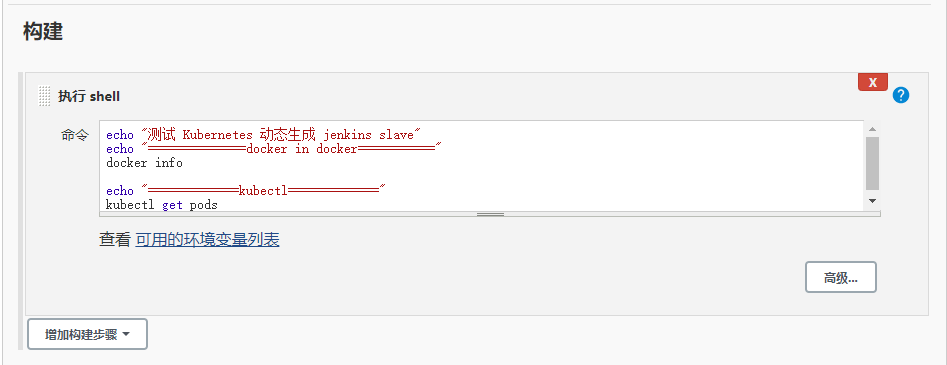 构建
执行 shell
X
?
命令
echo "测试 Kubernetes 动态生成 jenkins slave"
echo "==============docker in docker==========="
docker info
echo "=============kubectl============="
kubectl get pods
查看 可用的环境变量列表
高级...
增加构建步骤